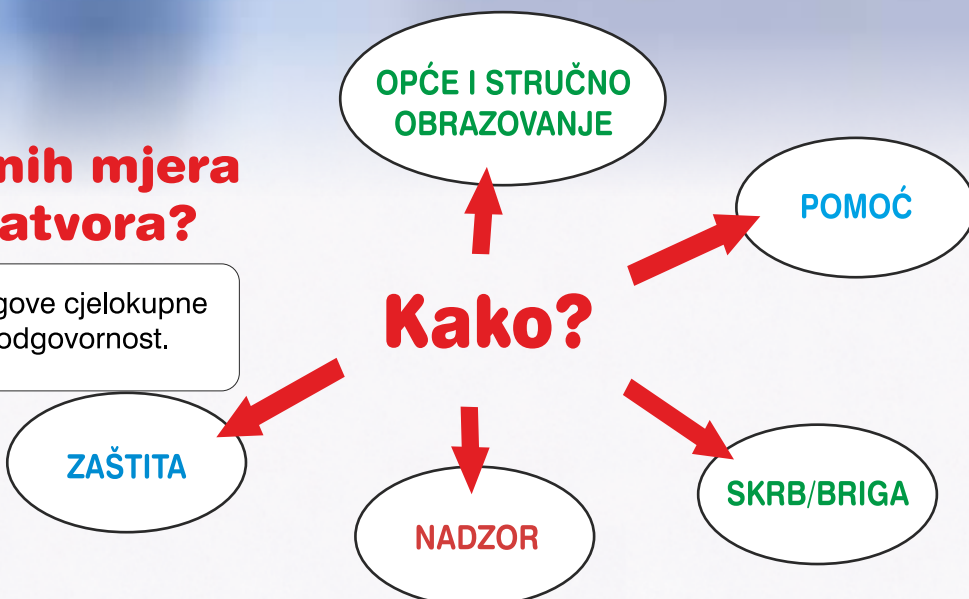 OPĆE I STRUČNO
OBRAZOVANJE
nih mjera
atvora?
POMOĆ
gove cjelokupne
odgovornost.
Kako?
ZAŠTITA
SKRB/BRIGA
NADZOR